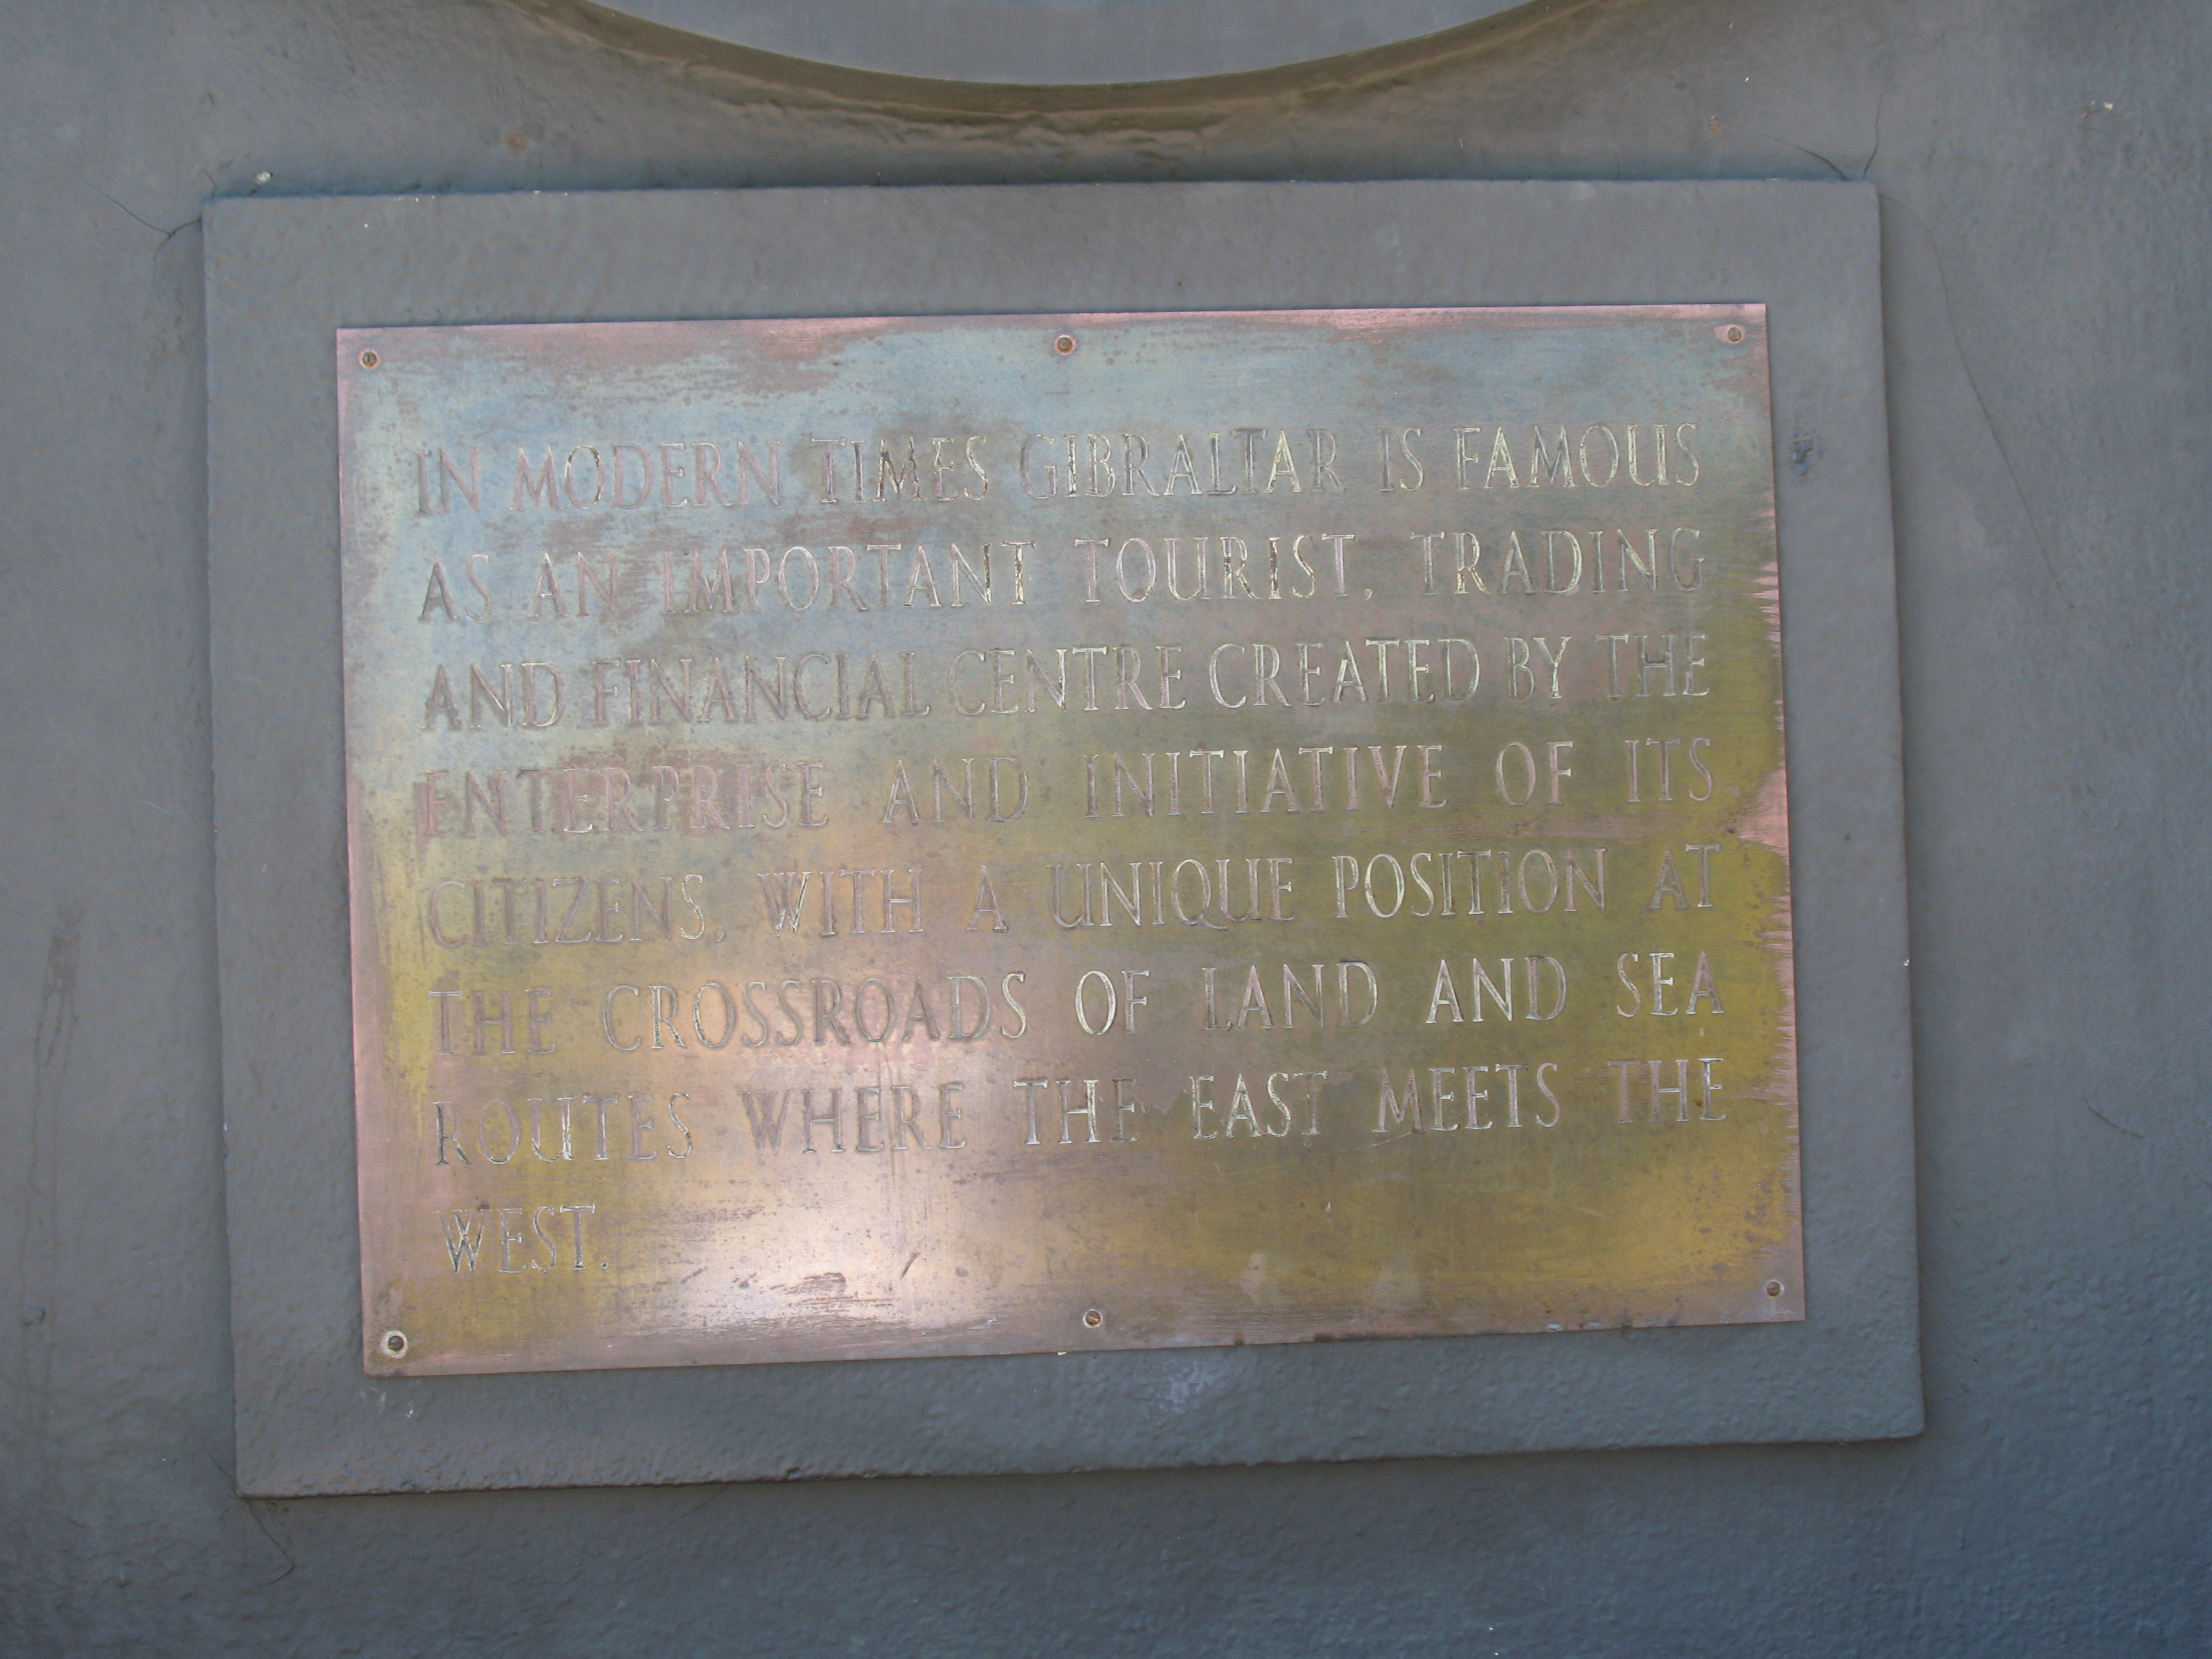 IN MODERN TIMES GIBRALTAR IS FAMOUS
AS AN IMPORTANT TOURIST, TRADING
AND FINANCIAL CENTRE CREATED BY THE
ENTERPRISE AND INITIATIVE OF ITS
CITIZENS, WITH A UNIQUE POSITION AT
THE CROSSROADS OF LAND AND SEA
ROUTES WHERE THE EAST MEETS THE
WEST.